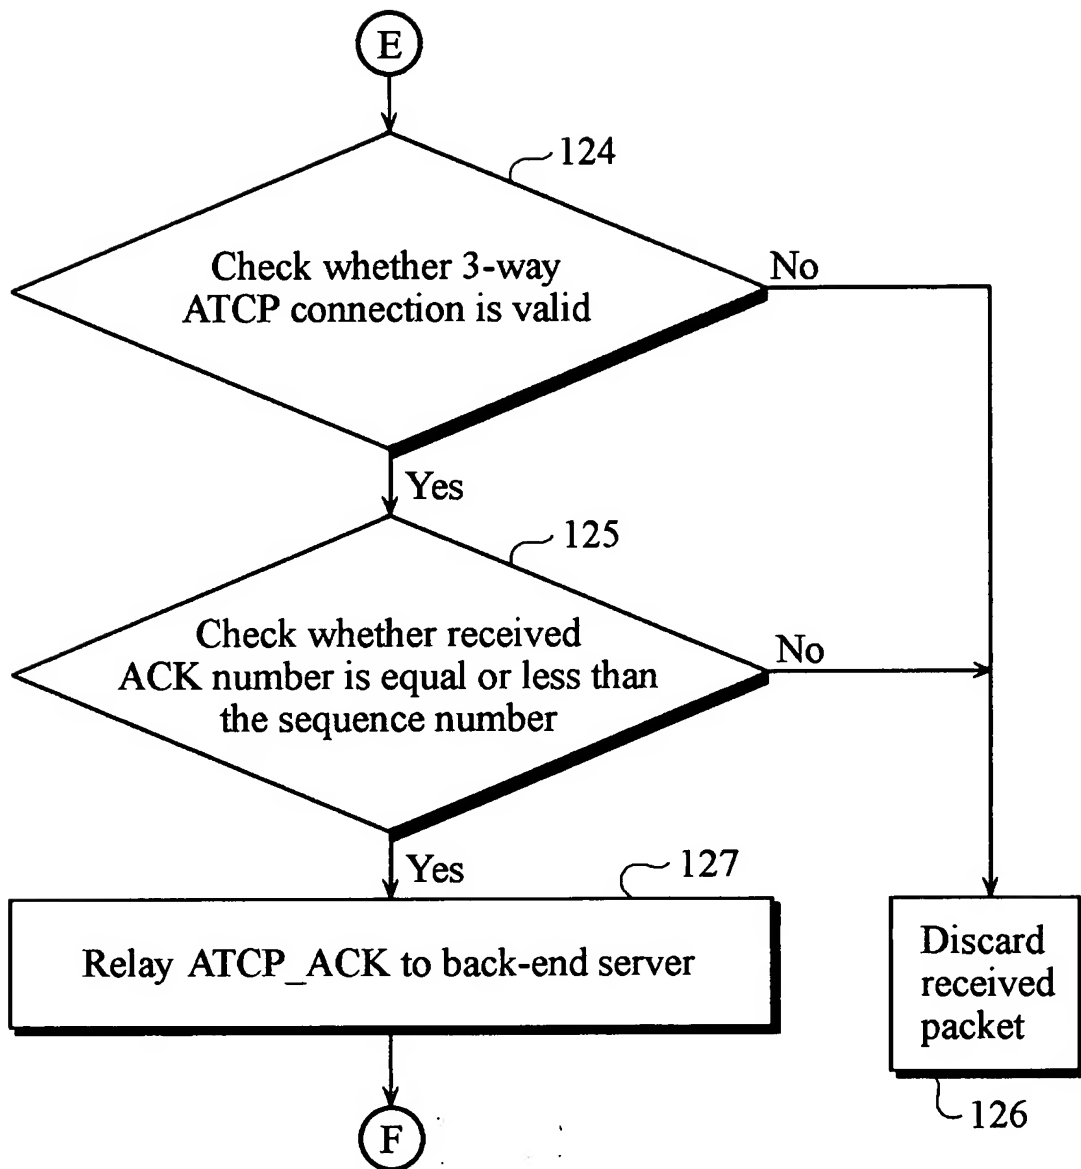 E
124
Check whether 3-way
ATCP connection is valid
No
Yes
125
Check whether received
ACK number is equal or less than
the sequence number
No
Yes
127
Relay ATCP_ACK to back-end server
Discard
received
packet
126
F